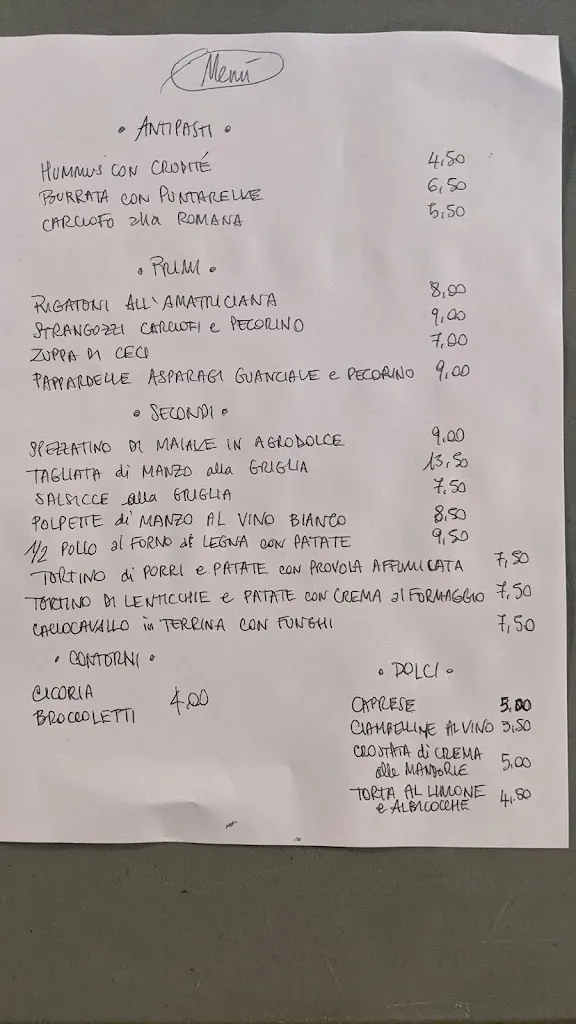 Menù
• ANTIPASTI •
HUMMUS CON CRUDITÉ 4,50
BURRATA CON PUNTARELLE 6,50
CARCIOFO alla ROMANA 5,50
• PRIMI •
RIGATONI ALL'AMATRICIANA 8,00
STRANGOZZI CARCIOFI e PECORINO 9,00
ZUPPA DI CECI 7,00
PAPPARDELLE ASPARAGI GUANCIALE e PECORINO 9,00
• SECONDI •
SPEZZATINO DI MAIALE IN AGRODOLCE 9,00
TAGLIATA di MANZO alla GRIGLIA 13,50
SALSICCE alla GRIGLIA 7,50
POLPETTE di MANZO AL VINO BIANCO 8,50
1/2 POLLO al FORNO a LEGNA con PATATE 9,50
TORTINO di PORRI e PATATE con PROVOLA AFFUMICATA 7,50
TORTINO DI LENTICCHIE e PATATE CON CREMA al FORMAGGIO 7,50
CACIOCAVALLO in TERRINA CON FUNGHI 7,50
• CONTORNI •
CICORIA
BROCCOLETTI 4,00
• DOLCI •
CAPRESE 5,00
CIAMBELLINE AL VINO 3,50
CROSTATA di CREMA
alle MANDORLE 5,00
TORTA AL LIMONE
e ALBICOCCHE 4,50